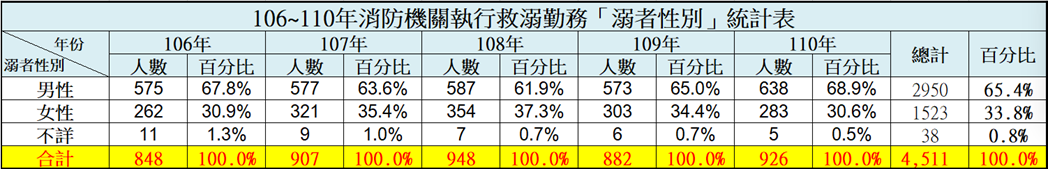 106~110年消防機關執行救溺勤務「溺者性別」統計表
年份 106年 107年 108年 109年 110年 總計 百分比
溺者性別 人數 百分比 人數 百分比 人數 百分比 人數 百分比 人數 百分比
男性 575 67.8% 577 63.6% 587 61.9% 573 65.0% 638 68.9% 2950 65.4%
女性 262 30.9% 321 35.4% 354 37.3% 303 34.4% 283 30.6% 1523 33.8%
不詳 11 1.3% 9 1.0% 7 0.7% 6 0.7% 5 0.5% 38 0.8%
合計 848 100.0% 907 100.0% 948 100.0% 882 100.0% 926 100.0% 4,511 100.0%